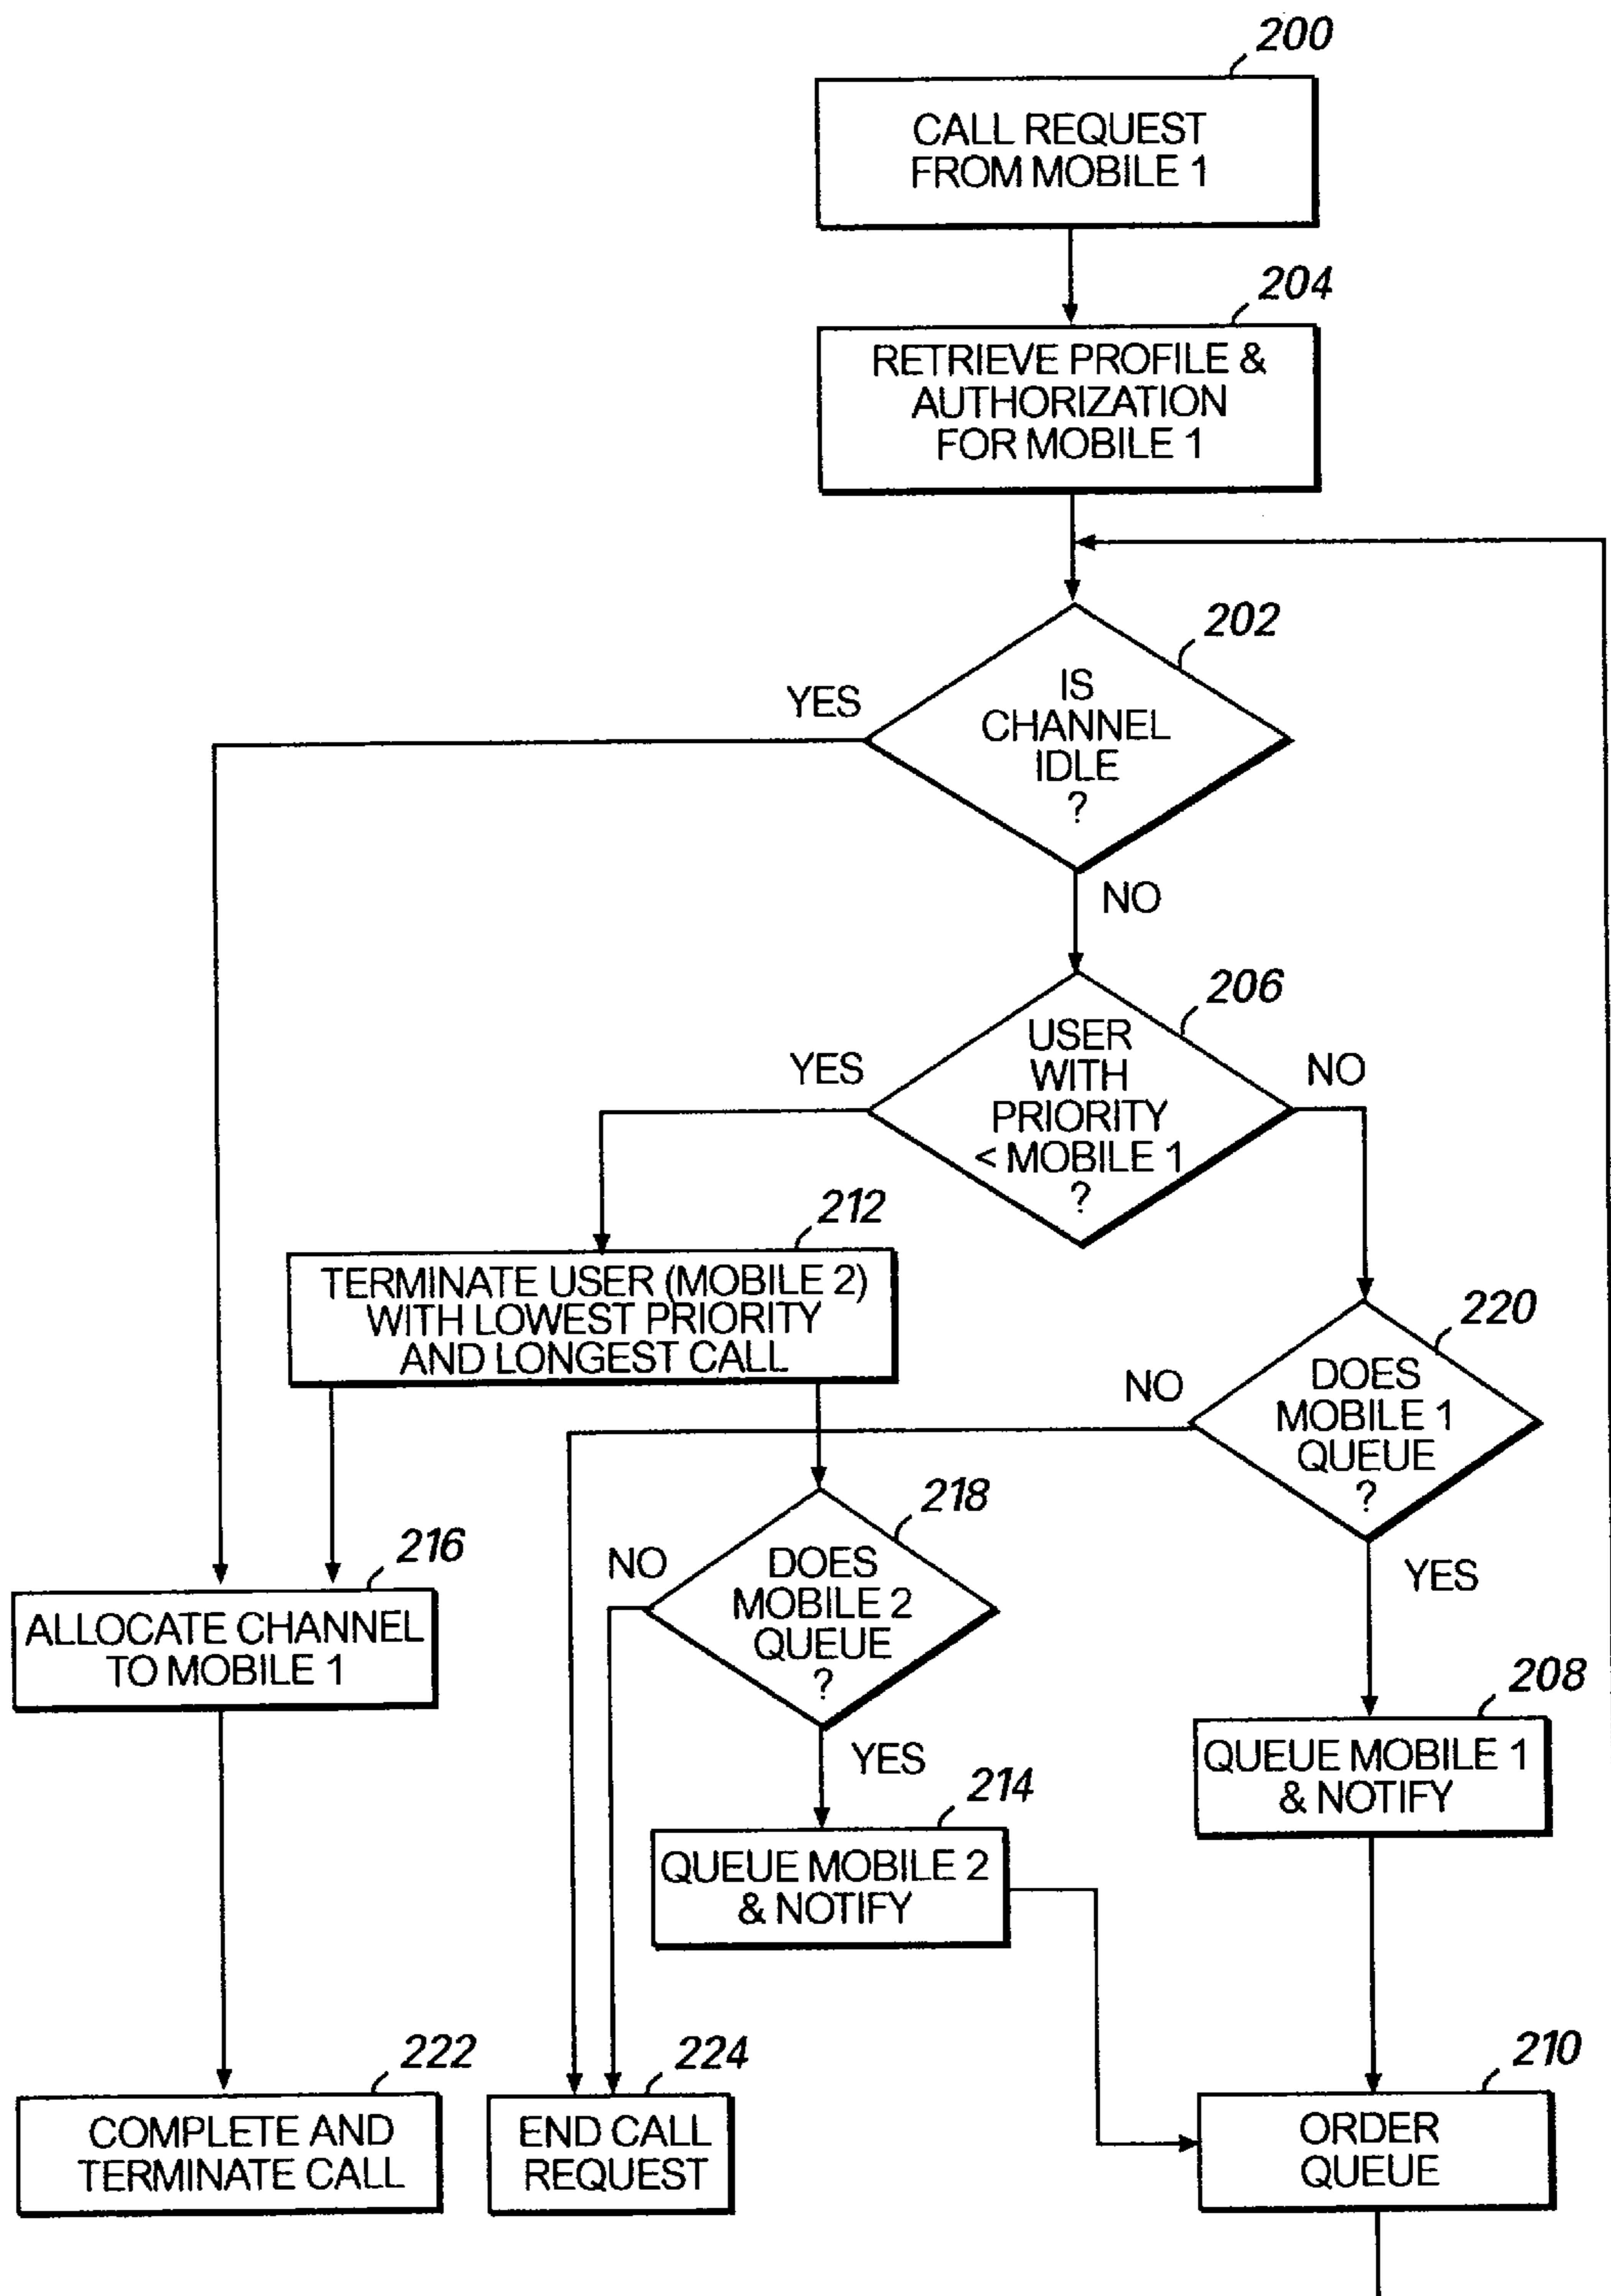 200
CALL REQUEST
FROM MOBILE 1
204
RETRIEVE PROFILE &
AUTHORIZATION
FOR MOBILE 1
202
IS
CHANNEL
IDLE
?
YES
NO
206
USER
WITH
PRIORITY
< MOBILE 1
?
YES
NO
212
TERMINATE USER (MOBILE 2)
WITH LOWEST PRIORITY
AND LONGEST CALL
220
DOES
MOBILE 1
QUEUE
?
NO
YES
218
DOES
MOBILE 2
QUEUE
?
NO
YES
216
ALLOCATE CHANNEL
TO MOBILE 1
208
QUEUE MOBILE 1
& NOTIFY
214
QUEUE MOBILE 2
& NOTIFY
222
COMPLETE AND
TERMINATE CALL
224
END CALL
REQUEST
210
ORDER
QUEUE